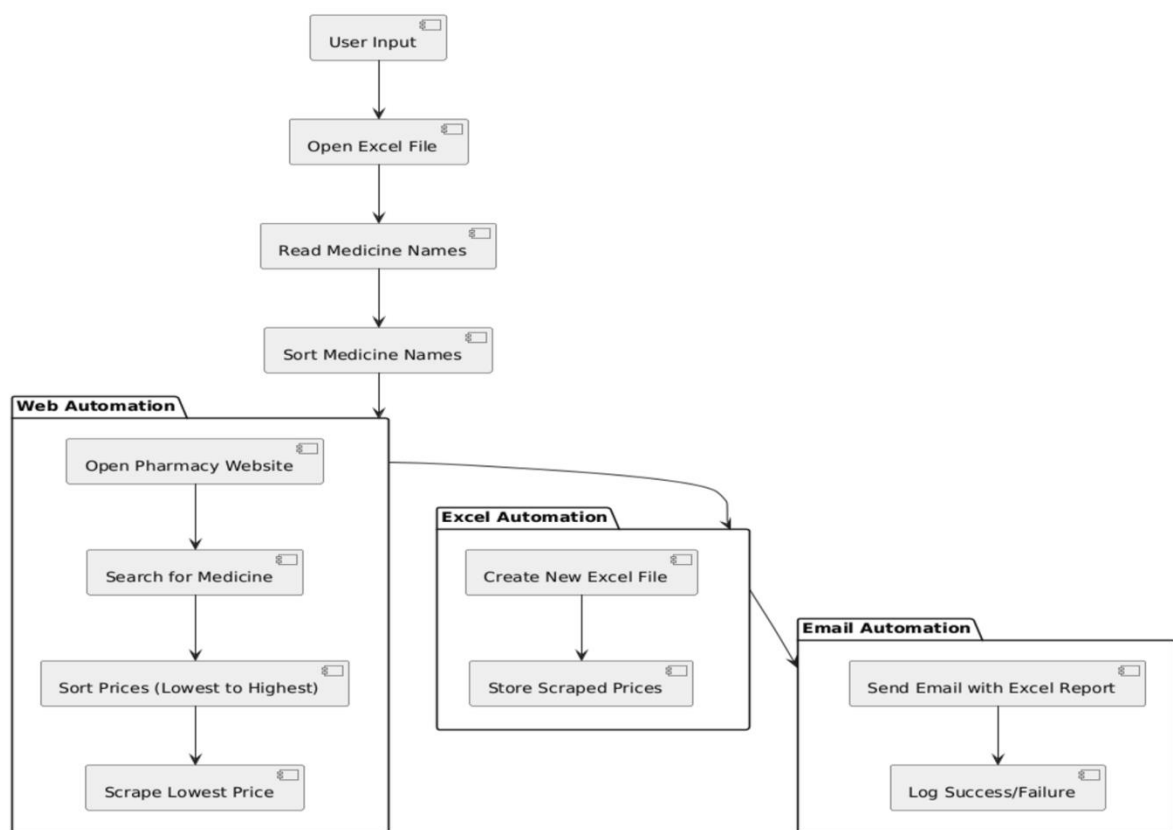 User Input
Open Excel File
Read Medicine Names
Sort Medicine Names
Web Automation
Open Pharmacy Website
Search for Medicine
Sort Prices (Lowest to Highest)
Scrape Lowest Price
Excel Automation
Create New Excel File
Store Scraped Prices
Email Automation
Send Email with Excel Report
Log Success/Failure